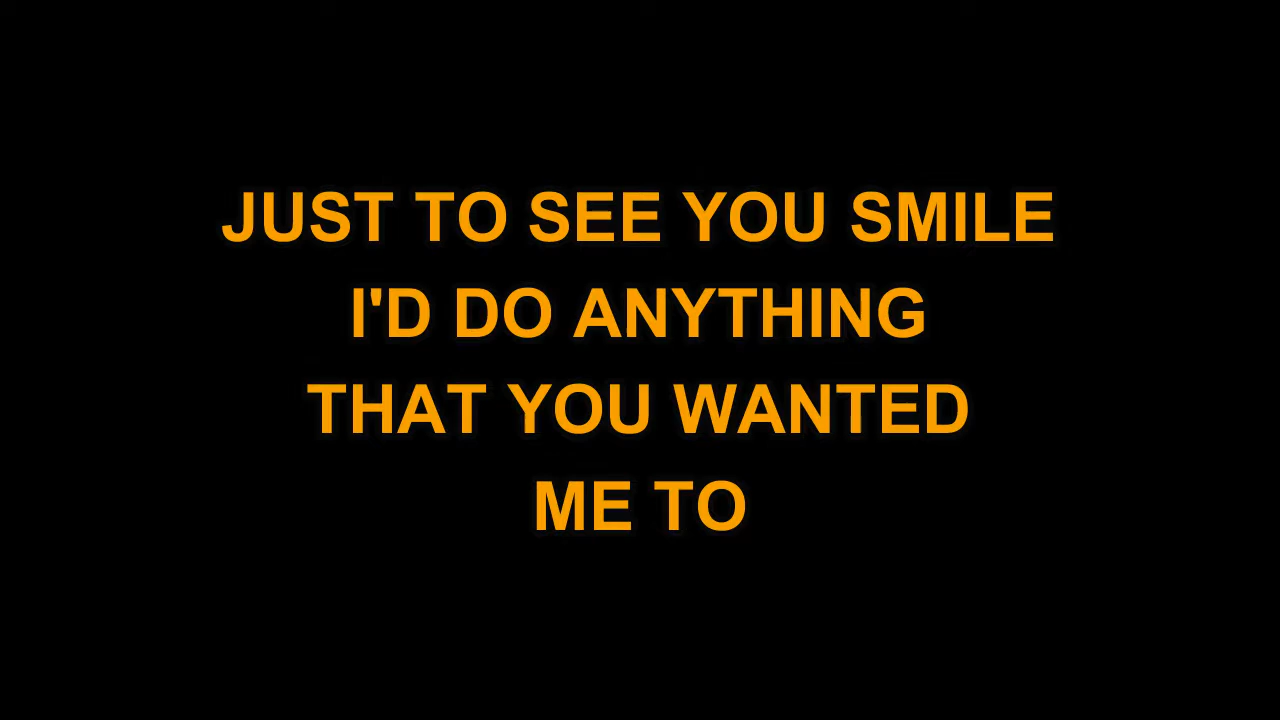 JUST TO SEE YOU SMILE
I'D DO ANYTHING
THAT YOU WANTED
ME TO